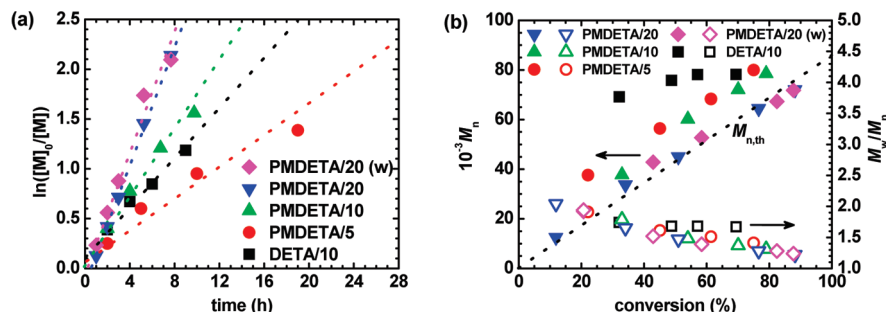 (a)
ln([M]0/[M])
2.5
2.0
1.5
1.0
0.5
0.0
PMDETA/20 (w)
PMDETA/20
PMDETA/10
PMDETA/5
DETA/10
0 4 8 12 16 20 24 28
time (h)
(b)
10-3Mn
100
80
60
40
20
0
PMDETA/20 PMDETA/20 (w)
PMDETA/10 DETA/10
PMDETA/5
Mn,th
5.0
4.5
4.0
3.5
3.0
2.5
2.0
1.5
1.0
Mw/Mn
0 20 40 60 80 100
conversion (%)